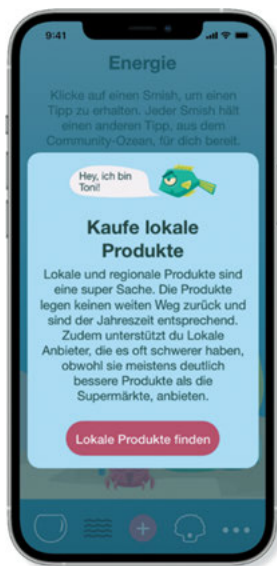 9:41
Energie
Klicke auf einen Smish, um einen
Tipp zu erhalten. Jeder Smish hält
einen anderen Tipp, aus dem
Community-Ozean, für dich bereit.
Hey, ich bin
Toni!
Kaufe lokale
Produkte
Lokale und regionale Produkte sind
eine super Sache. Die Produkte
legen keinen weiten Weg zurück und
sind der Jahreszeit entsprechend.
Zudem unterstützt du Lokale
Anbieter, die es oft schwerer haben,
obwohl sie meistens deutlich
bessere Produkte als die
Supermärkte, anbieten.
Lokale Produkte finden